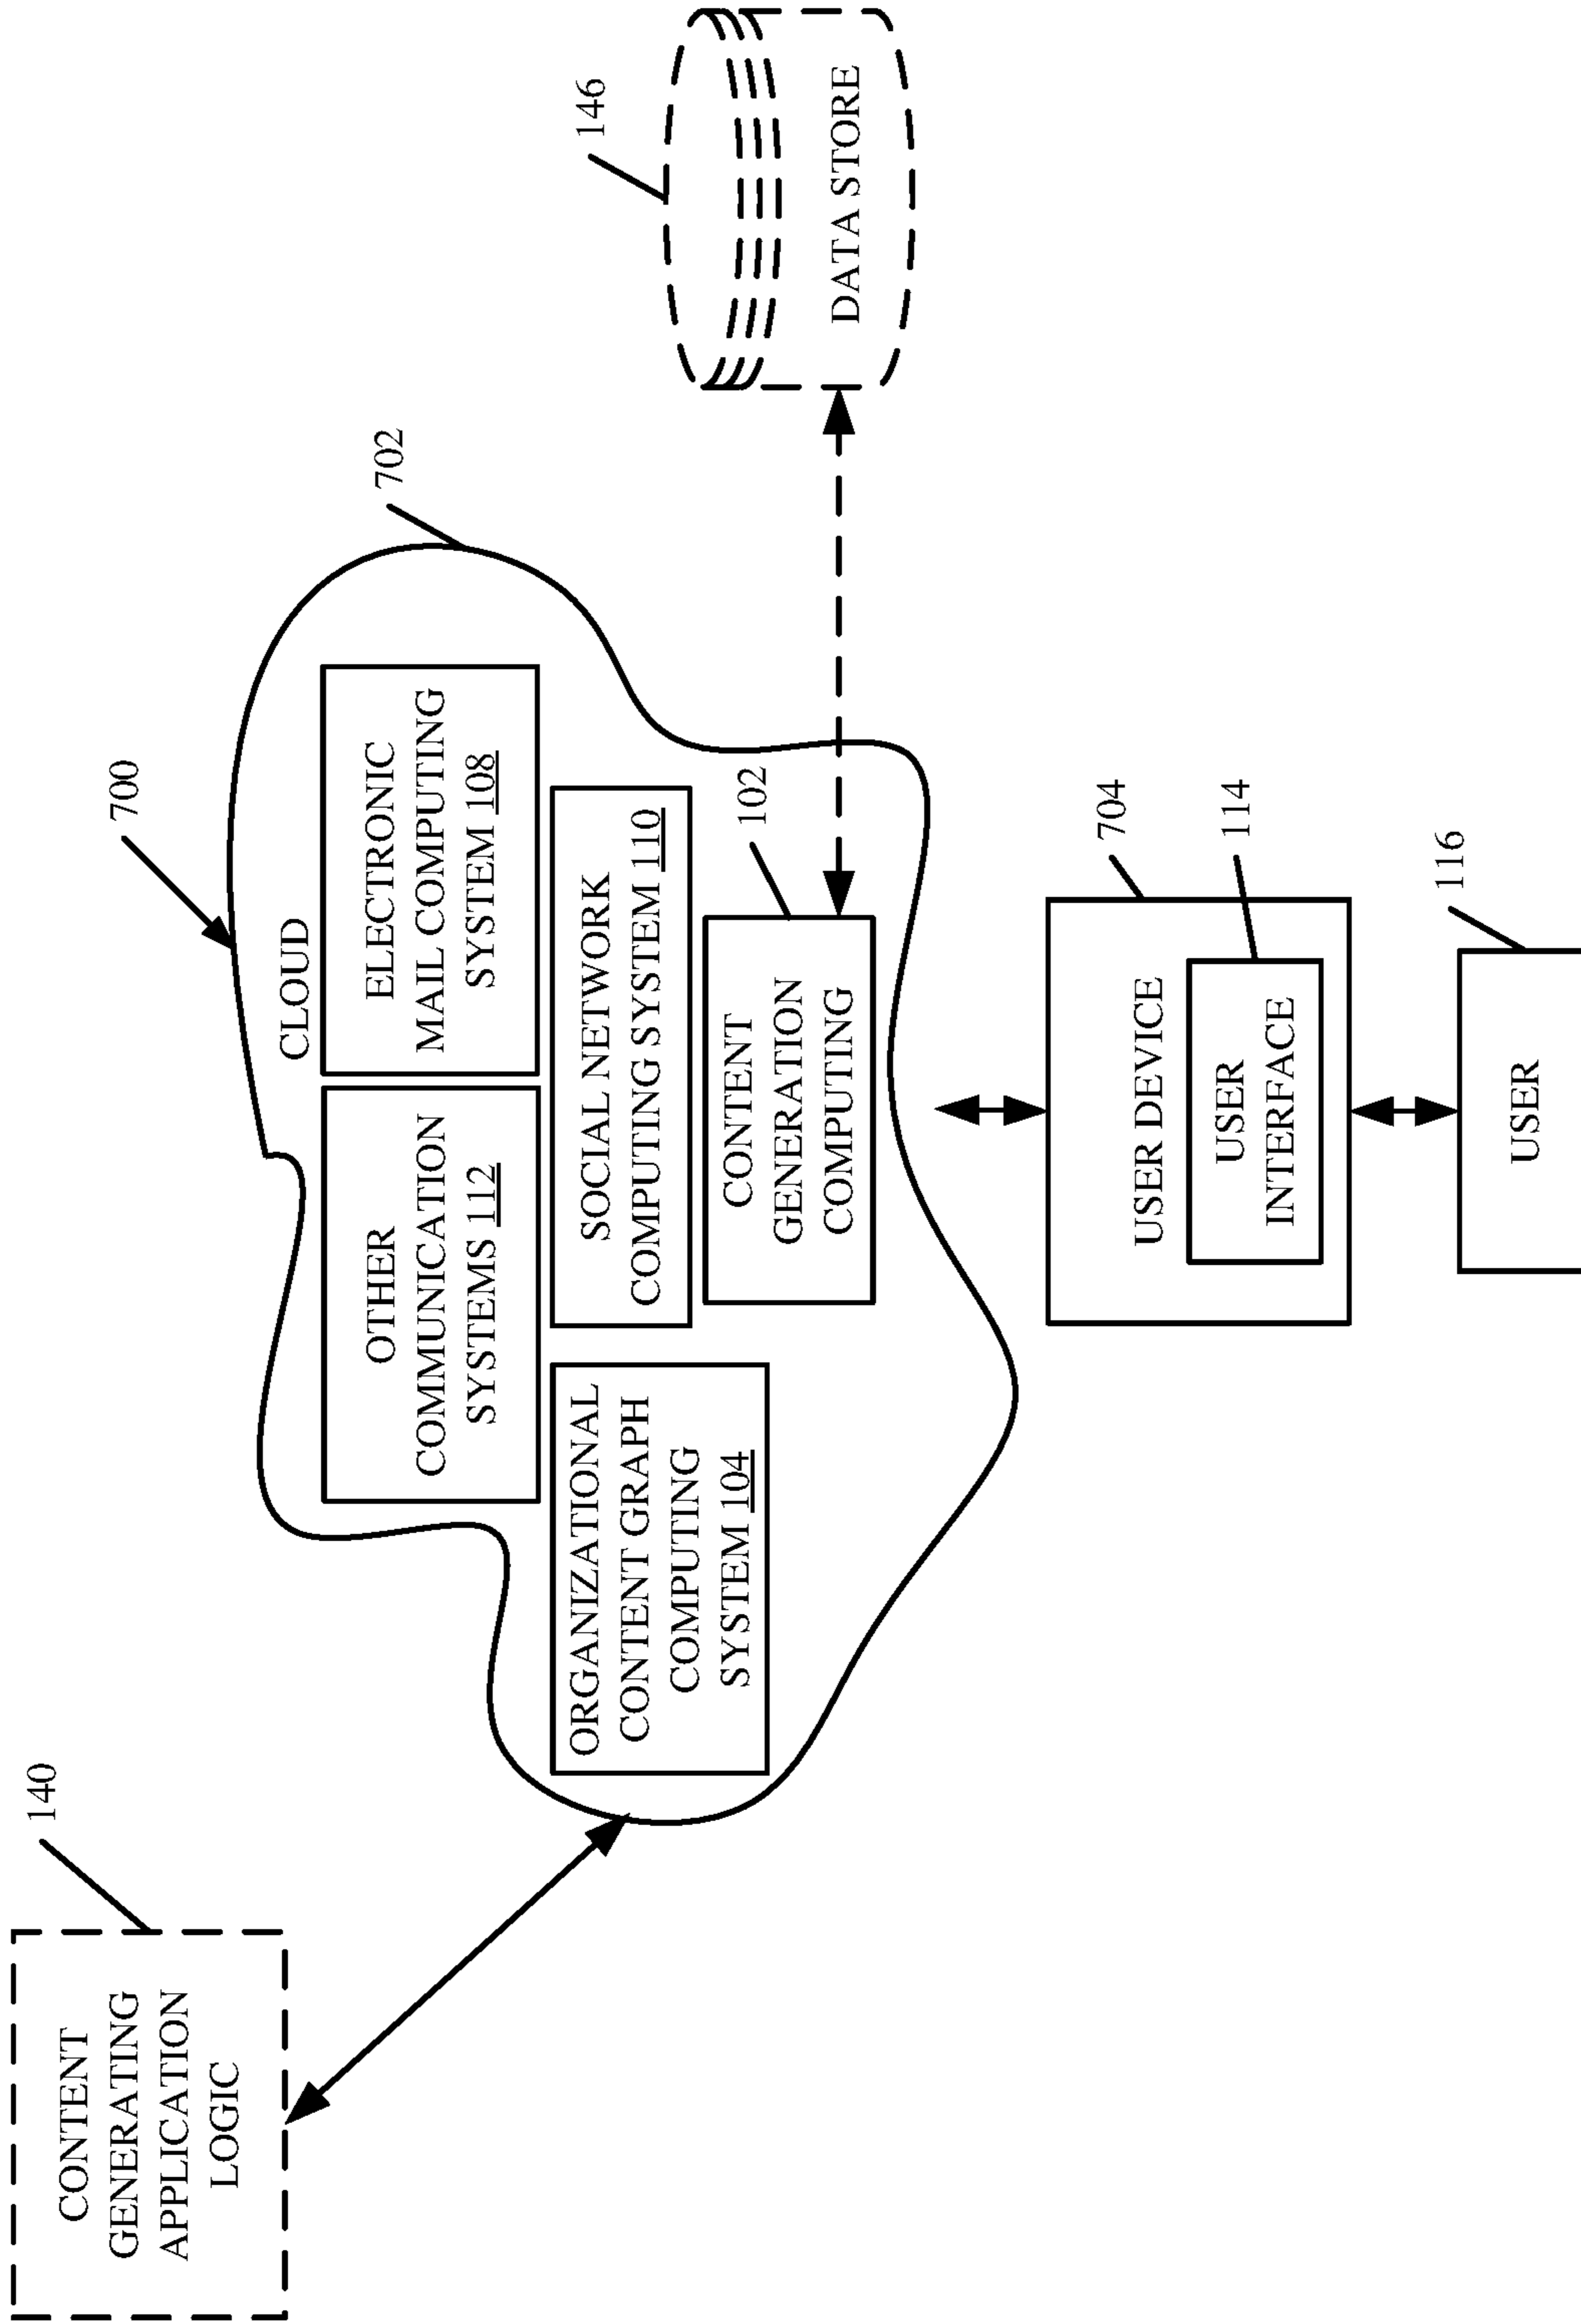 CONTENT
GENERATING
APPLICATION
LOGIC
140
700
CLOUD
702
OTHER
COMMUNICATION
SYSTEMS 112
ELECTRONIC
MAIL COMPUTING
SYSTEM 108
ORGANIZATIONAL
CONTENT GRAPH
COMPUTING
SYSTEM 104
SOCIAL NETWORK
COMPUTING SYSTEM 110
CONTENT
GENERATION
COMPUTING
102
146
DATA STORE
USER DEVICE
704
USER
INTERFACE
114
USER
116